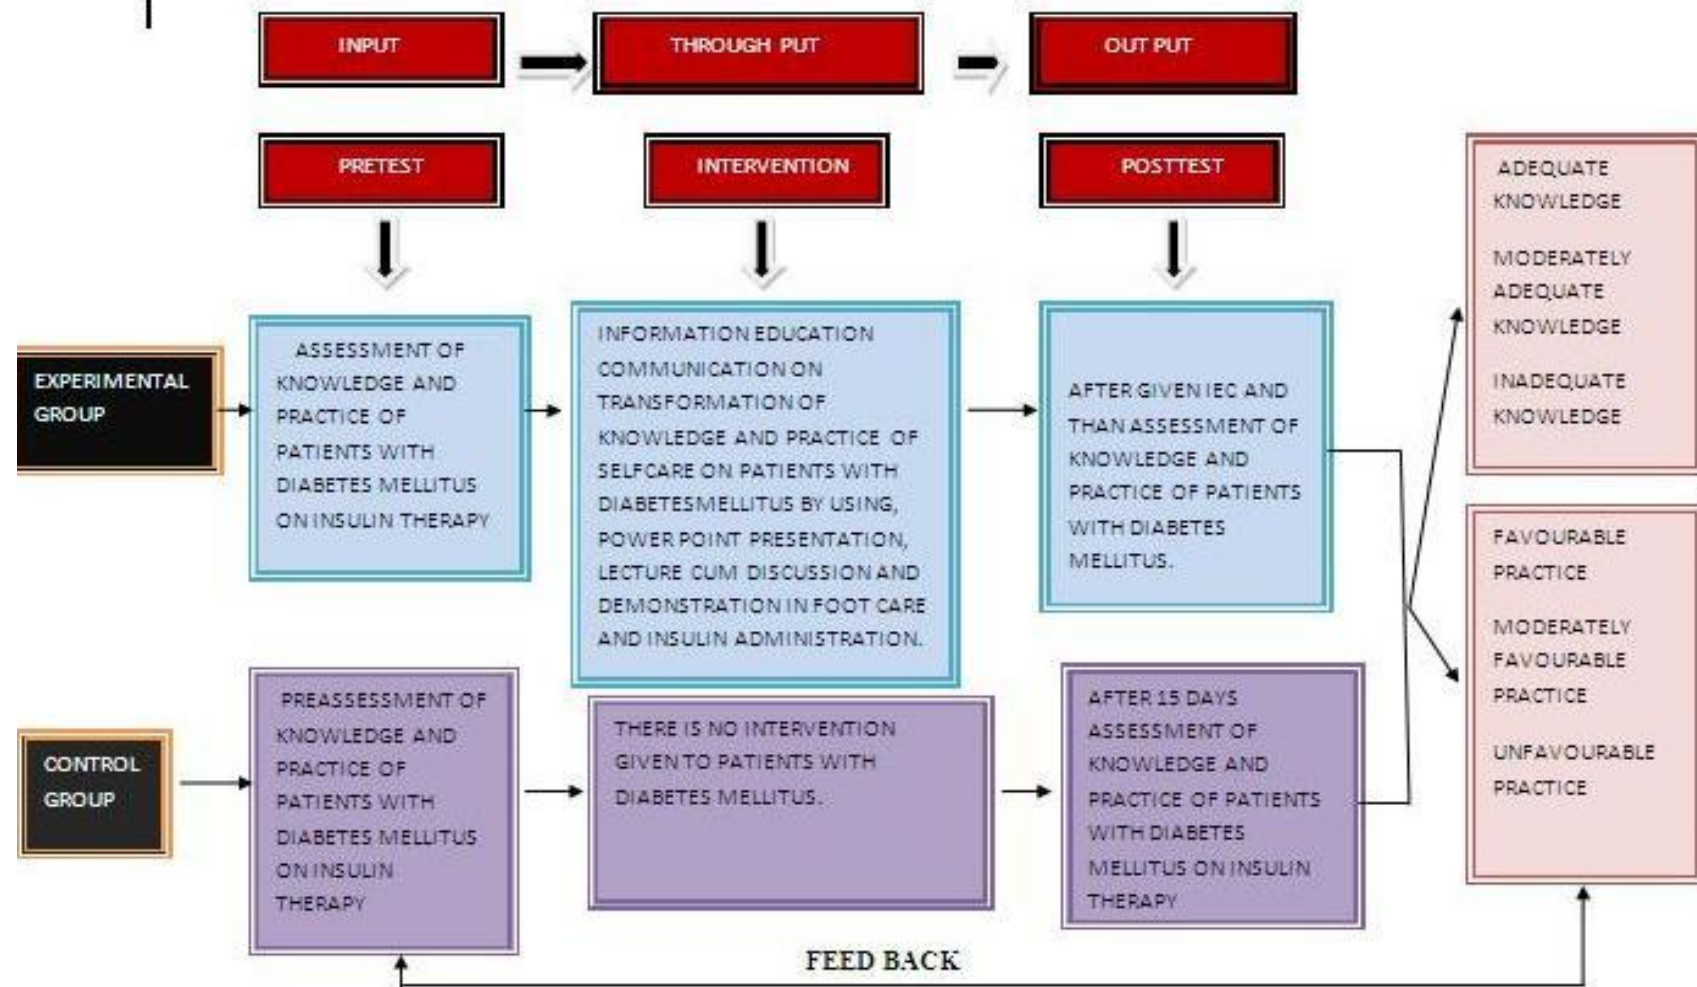 INPUT
THROUGH PUT
OUT PUT
PRETEST
INTERVENTION
POSTTEST
EXPERIMENTAL
GROUP
ASSESSMENT OF
KNOWLEDGE AND
PRACTICE OF
PATIENTS WITH
DIABETES MELLITUS
ON INSULIN THERAPY
INFORMATION EDUCATION
COMMUNICATION ON
TRANSFORMATION OF
KNOWLEDGE AND PRACTICE OF
SELFCARE ON PATIENTS WITH
DIABETESMELLITUS BY USING,
POWER POINT PRESENTATION,
LECTURE CUM DISCUSSION AND
DEMONSTRATION IN FOOT CARE
AND INSULIN ADMINISTRATION.
AFTER GIVEN IEC AND
THAN ASSESSMENT OF
KNOWLEDGE AND
PRACTICE OF PATIENTS
WITH DIABETES
MELLITUS.
ADEQUATE
KNOWLEDGE
MODERATELY
ADEQUATE
KNOWLEDGE
INADEQUATE
KNOWLEDGE
CONTROL
GROUP
PREASSESSMENT OF
KNOWLEDGE AND
PRACTICE OF
PATIENTS WITH
DIABETES MELLITUS
ON INSULIN
THERAPY
THERE IS NO INTERVENTION
GIVEN TO PATIENTS WITH
DIABETES MELLITUS.
AFTER 15 DAYS
ASSESSMENT OF
KNOWLEDGE AND
PRACTICE OF PATIENTS
WITH DIABETES
MELLITUS ON INSULIN
THERAPY
FAVOURABLE
PRACTICE
MODERATELY
FAVOURABLE
PRACTICE
UNFAVOURABLE
PRACTICE
FEED BACK